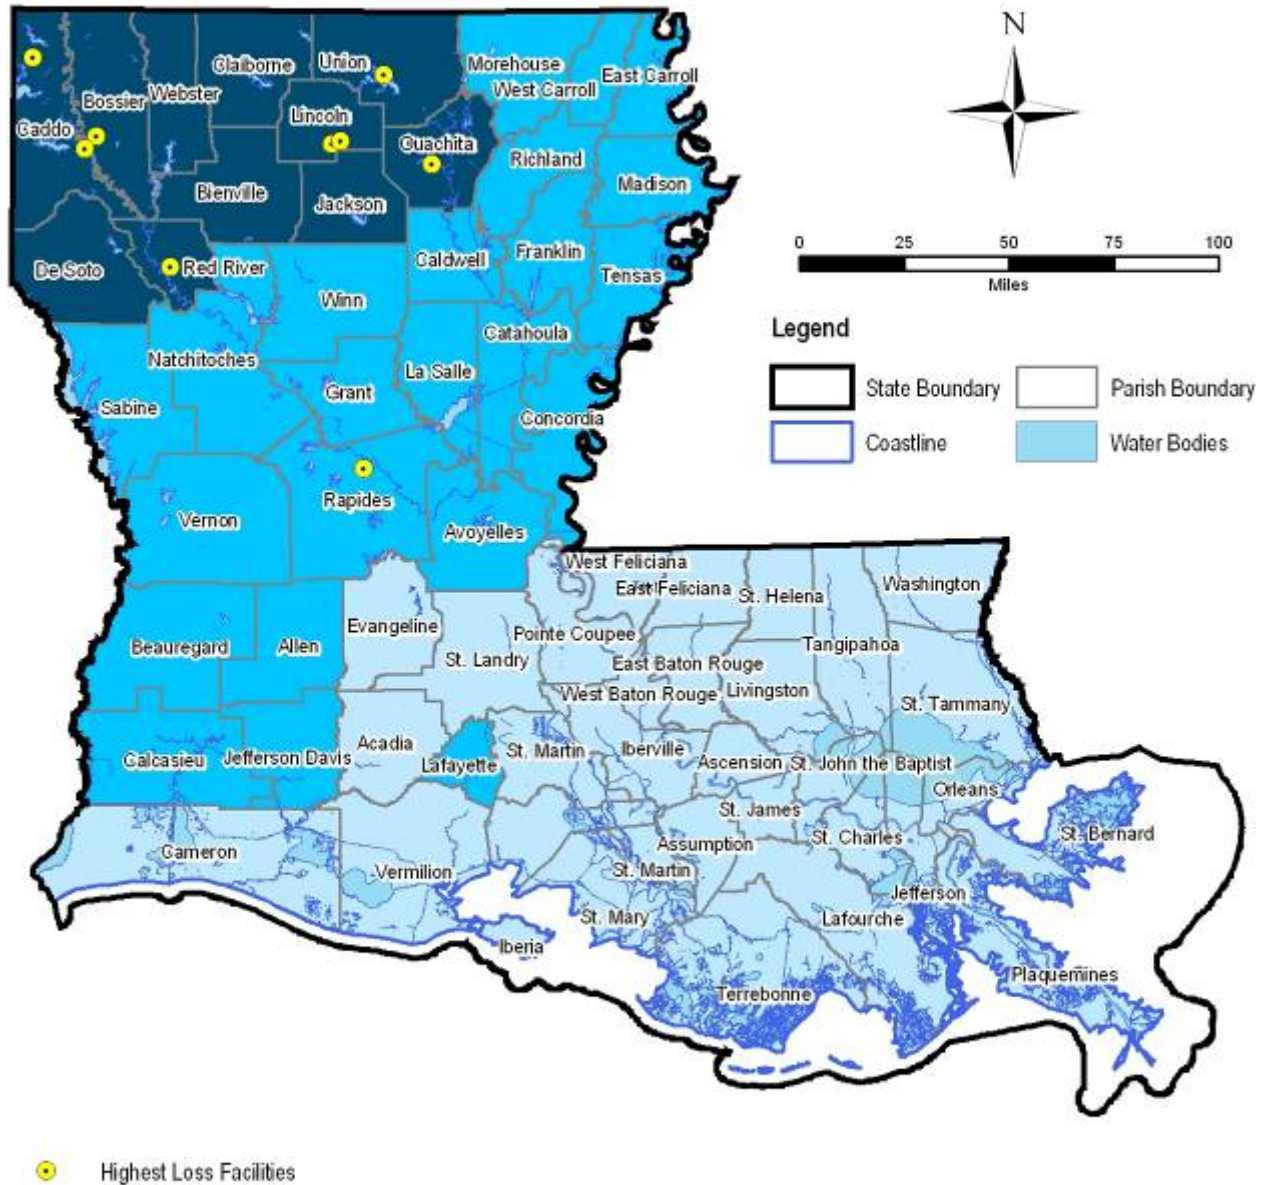 N
Union
Claiborne
Morehouse
East Carroll
West Carroll
Webster
Bossier
Lincoln
Caddo
Ouachita
Richland
Madison
Bienville
Jackson
De Soto
Red River
Caldwell
Franklin
Tensas
0 25 50 75 100
Miles
Winn
Legend
Catahoula
Natchitoches
La Salle
Grant
State Boundary
Parish Boundary
Sabine
Concordia
Coastline
Water Bodies
Rapides
Vernon
Avoyelles
West Feliciana
East Feliciana
St. Helena
Washington
Evangeline
Pointe Coupee
Beauregard
Allen
St. Landry
Tangipahoa
East Baton Rouge
West Baton Rouge
Livingston
St. Tammany
Acadia
St. Martin
Iberville
Calcasieu
Jefferson Davis
Lafayette
Ascension
St. John the Baptist
Orleans
St. James
St. Charles
St. Bernard
Cameron
Assumption
Vermilion
St. Martin
Jefferson
St. Mary
Lafourche
Iberia
Plaquemines
Terrebonne
Highest Loss Facilities